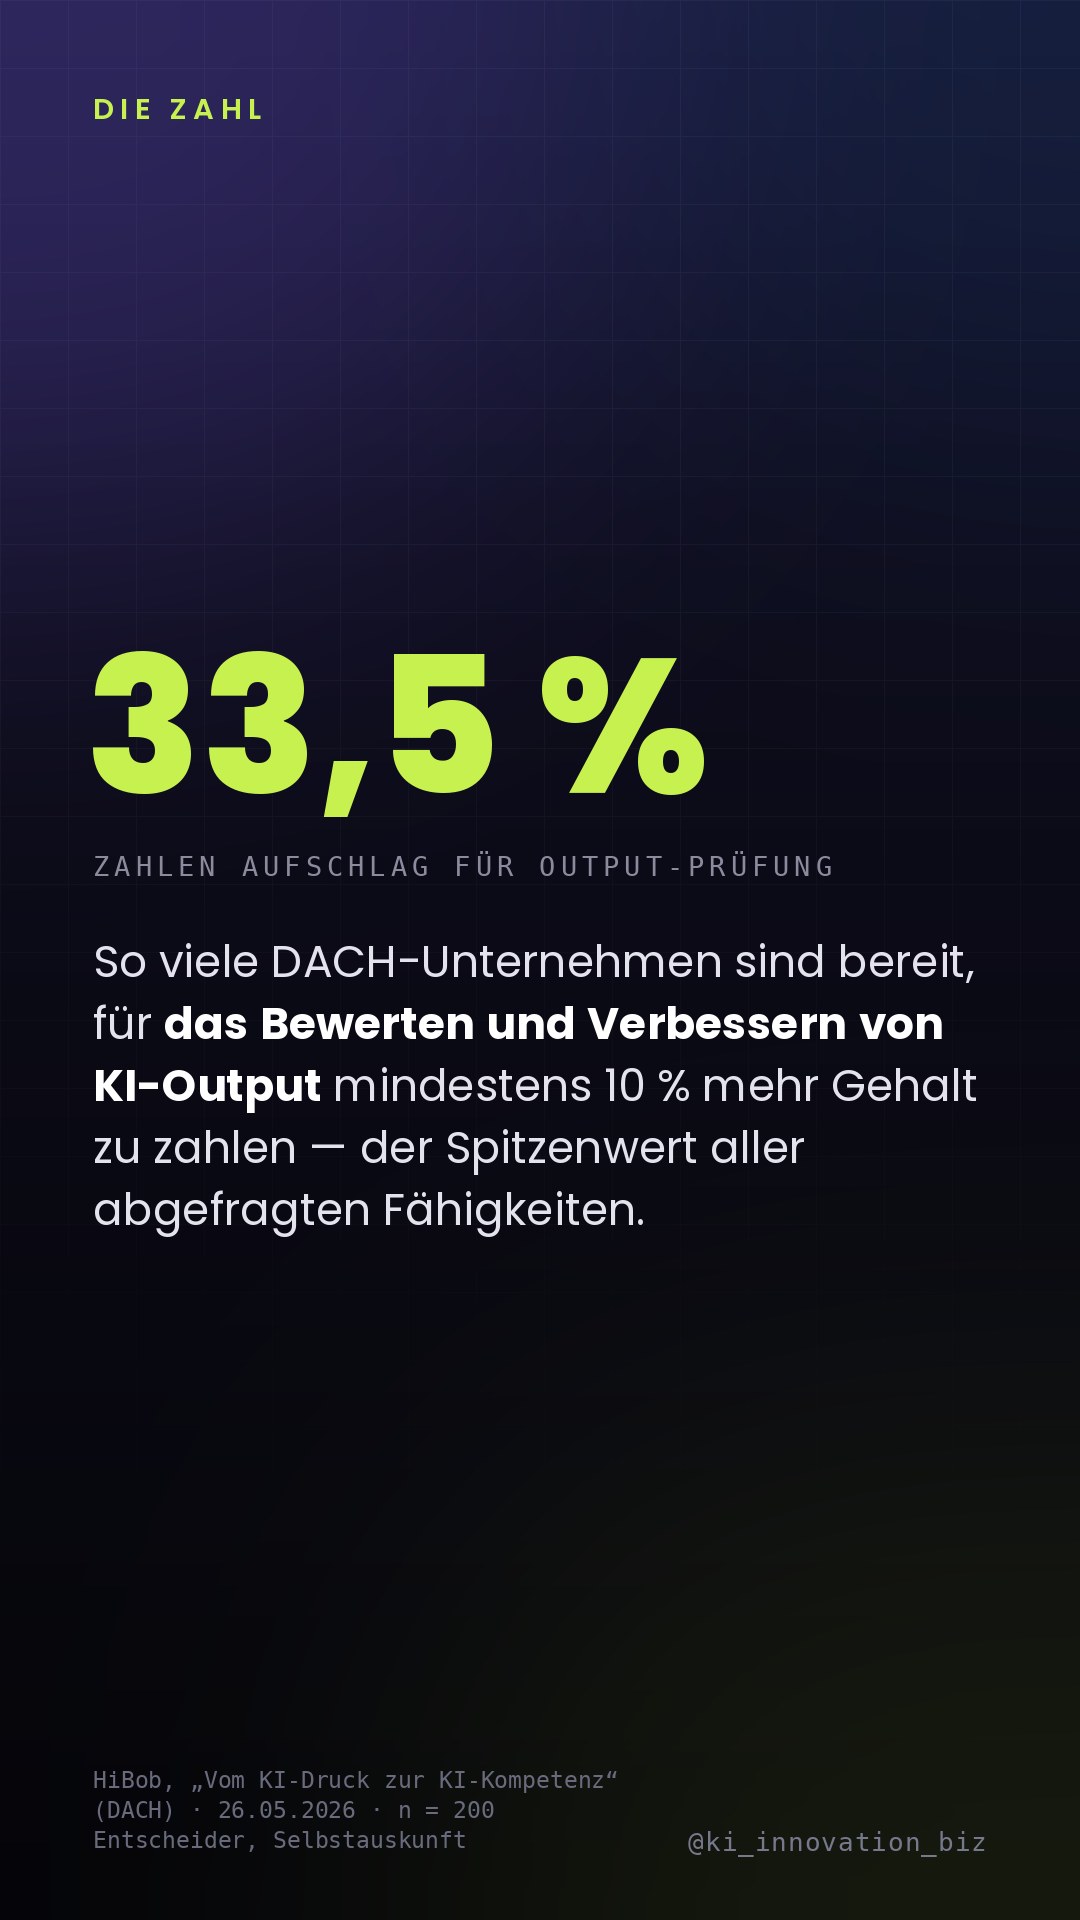 DIE ZAHL
33,5 %
ZAHLEN AUFSCHLAG FÜR OUTPUT-PRÜFUNG
So viele DACH-Unternehmen sind bereit,
für das Bewerten und Verbessern von
KI-Output mindestens 10 % mehr Gehalt
zu zahlen — der Spitzenwert aller
abgefragten Fähigkeiten.
HiBob, „Vom KI-Druck zur KI-Kompetenz“
(DACH) · 26.05.2026 · n = 200
Entscheider, Selbstauskunft
@ki_innovation_biz